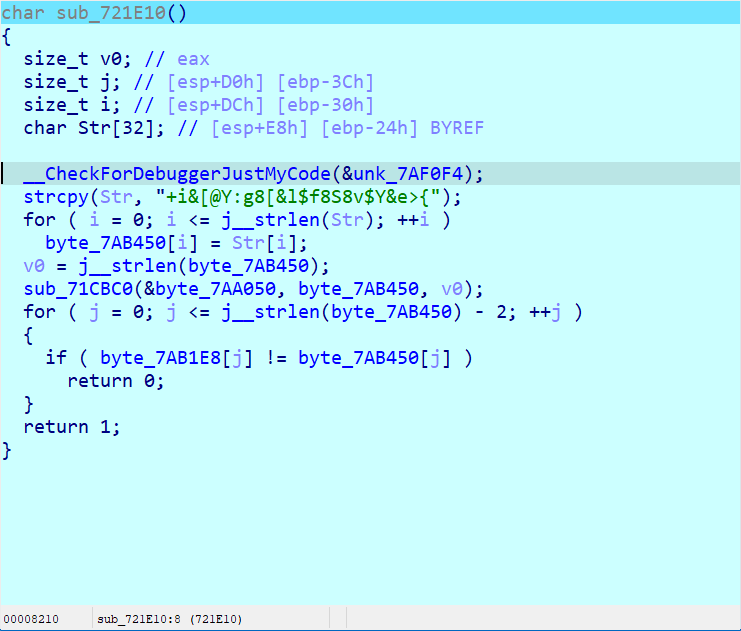 char sub_721E10()
{
  size_t v0; // eax
  size_t j; // [esp+D0h] [ebp-3Ch]
  size_t i; // [esp+DCh] [ebp-30h]
  char Str[32]; // [esp+E8h] [ebp-24h] BYREF

  __CheckForDebuggerJustMyCode(&unk_7AF0F4);
  strcpy(Str, "+i&[@Y:g8[&l$f8S8v$Y&e>{");
  for ( i = 0; i <= j__strlen(Str); ++i )
    byte_7AB450[i] = Str[i];
  v0 = j__strlen(byte_7AB450);
  sub_71CBC0(&byte_7AA050, byte_7AB450, v0);
  for ( j = 0; j <= j__strlen(byte_7AB450) - 2; ++j )
  {
    if ( byte_7AB1E8[j] != byte_7AB450[j] )
      return 0;
  }
  return 1;
}
00008210 sub_721E10:8 (721E10)